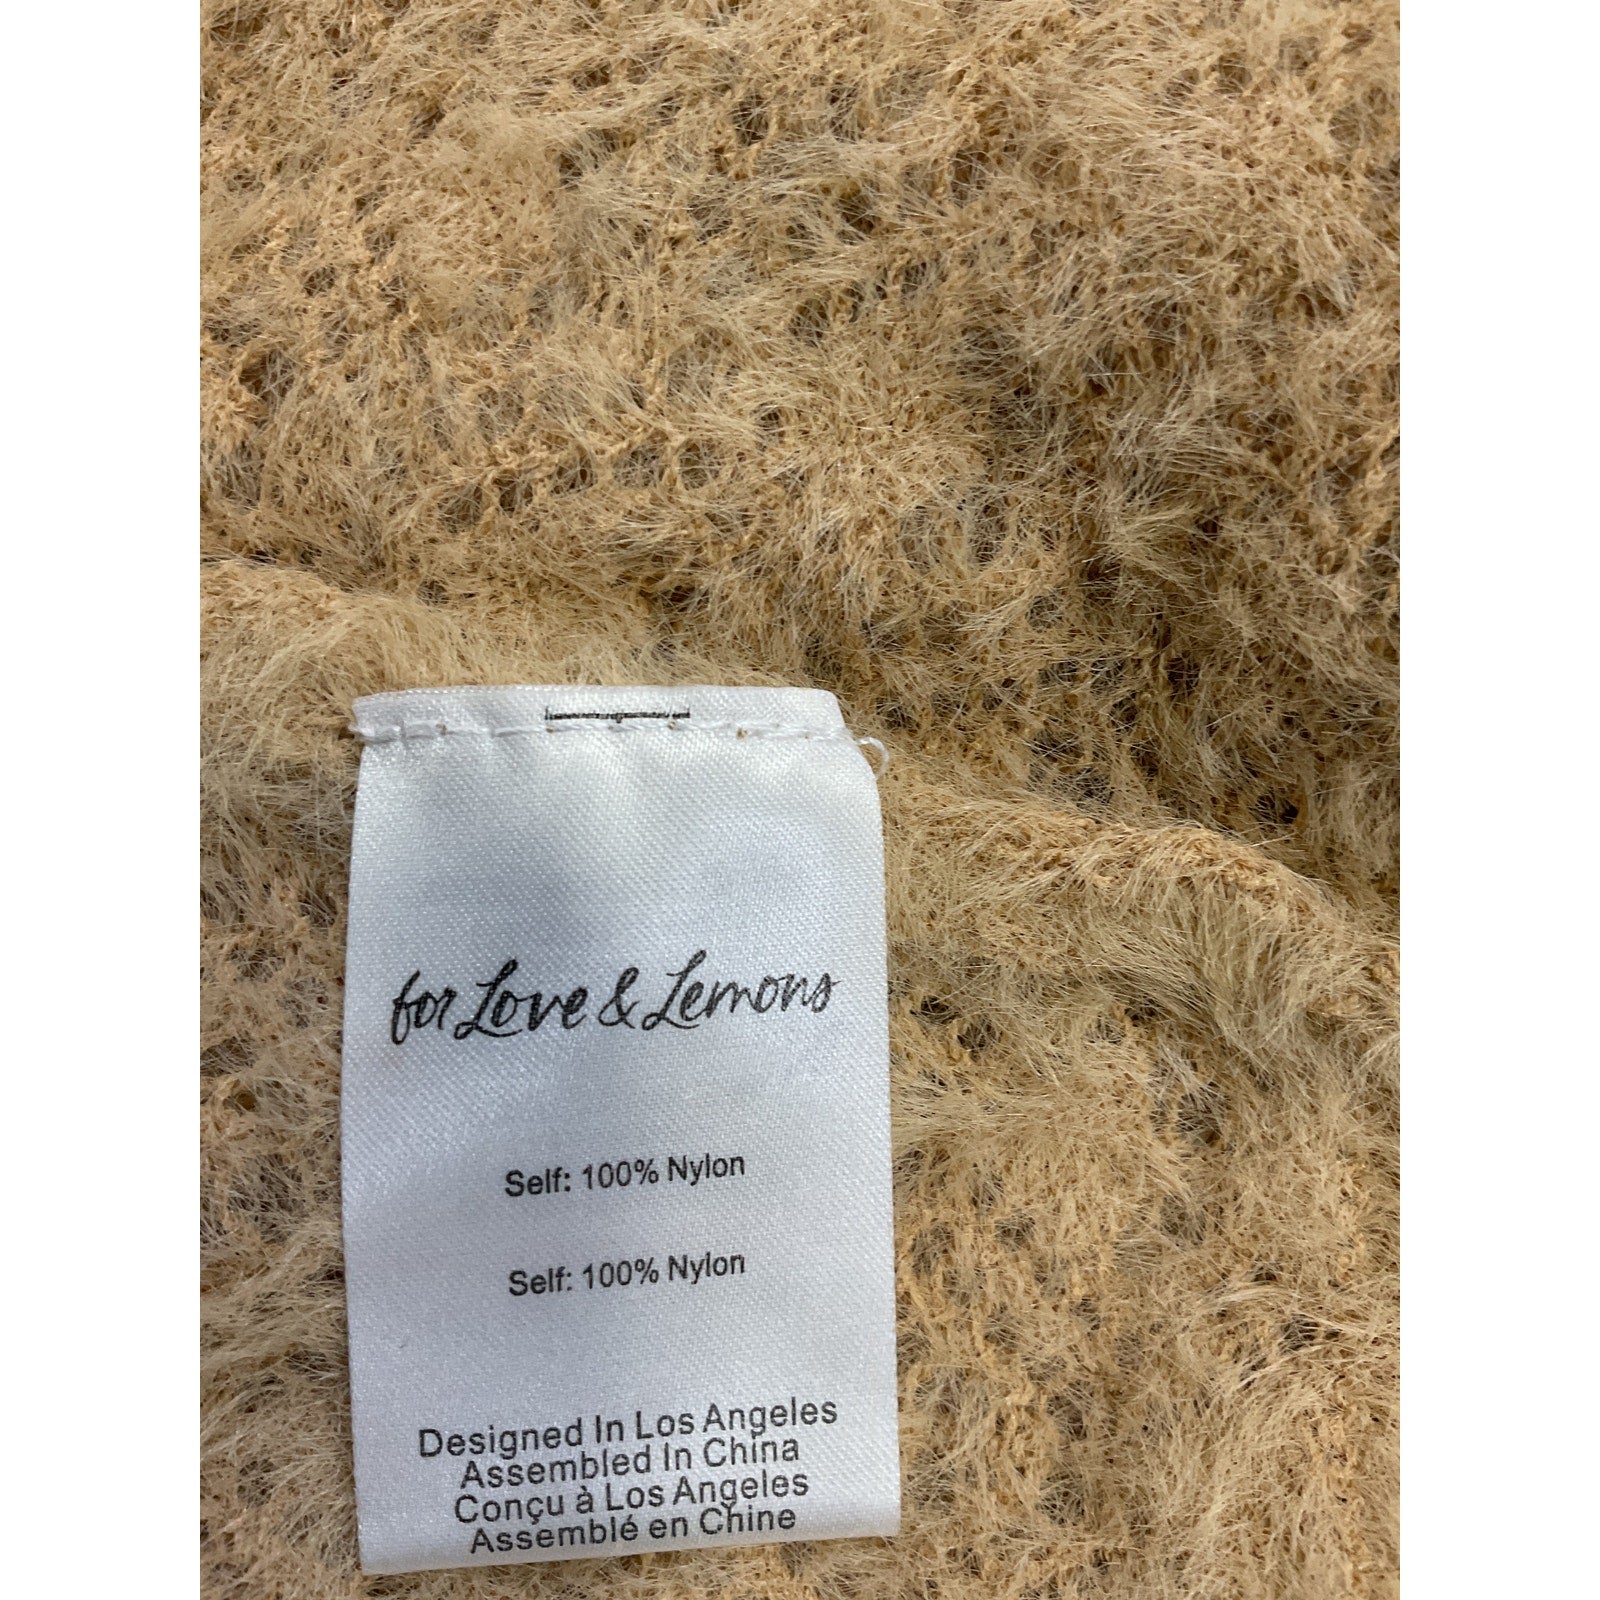 for Love & Lemons
Self: 100% Nylon
Self: 100% Nylon
Designed In Los Angeles
Assembled In China
Conçu à Los Angeles
Assemblé en Chine